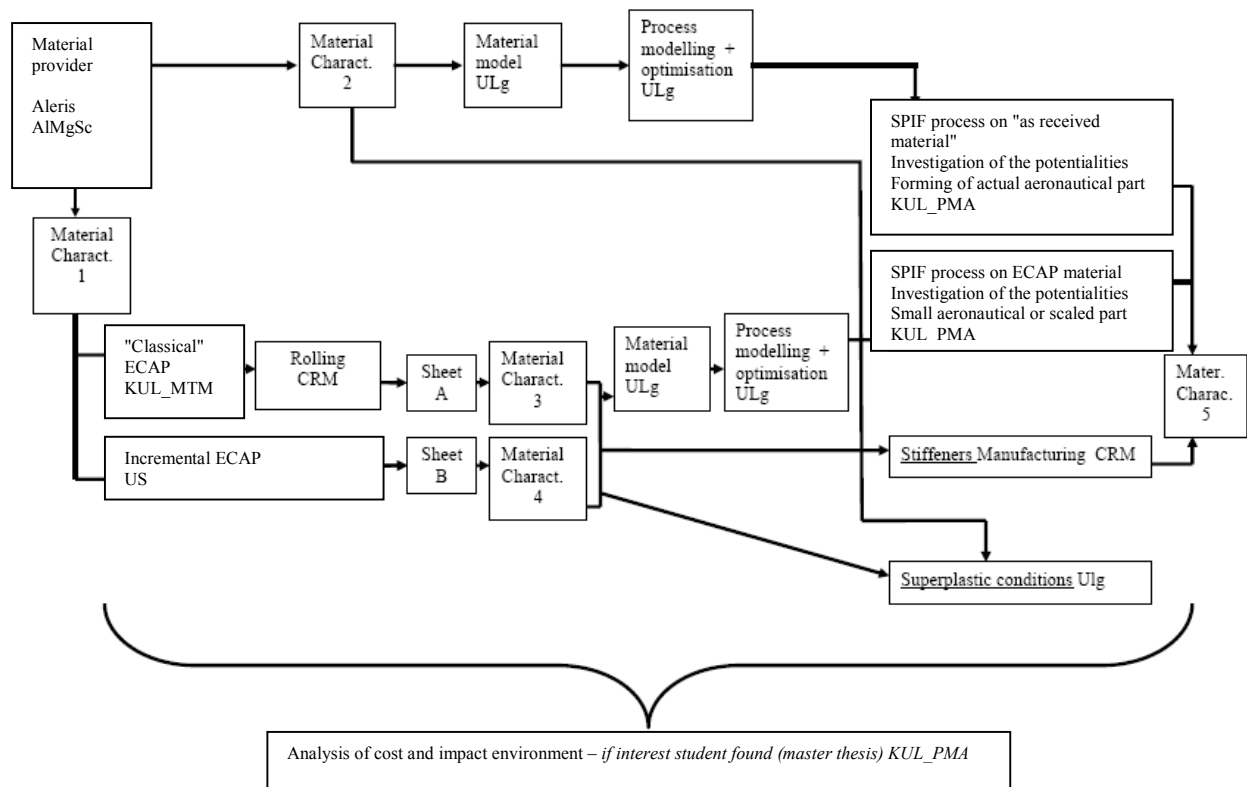 Material
provider
Aleris
AlMgSc
Material
Charact.
2
Material
model
ULg
Process
modelling +
optimisation
ULg
SPIF process on "as received
material"
Investigation of the potentialities
Forming of actual aeronautical part
KUL_PMA
Material
Charact.
1
SPIF process on ECAP material
Investigation of the potentialities
Small aeronautical or scaled part
KUL_PMA
"Classical"
ECAP
KUL_MTM
Rolling
CRM
Sheet
A
Material
Charact.
3
Material
model
ULg
Process
modelling +
optimisation
ULg
Mater.
Charac.
5
Incremental ECAP
US
Sheet
B
Material
Charact.
4
Stiffeners Manufacturing CRM
Superplastic conditions Ulg
Analysis of cost and impact environment – if interest student found (master thesis) KUL_PMA